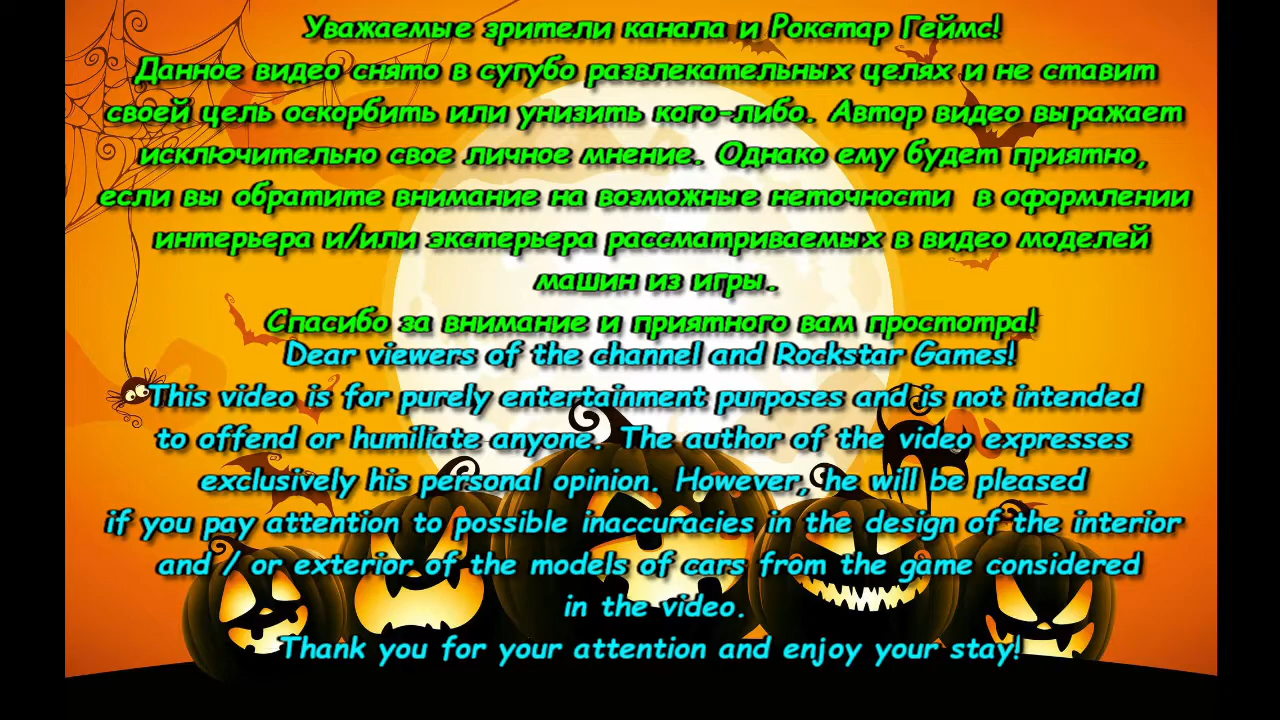 Уважаемые зрители канала и Рокстар Геймс!
Данное видео снято в сугубо развлекательных целях и не ставит
своей цель оскорбить или унизить кого-либо. Автор видео выражает
исключительно свое личное мнение. Однако ему будет приятно,
если вы обратите внимание на возможные неточности в оформлении
интерьера и/или экстерьера рассматриваемых в видео моделей
машин из игры.
Спасибо за внимание и приятного вам простотра!
Dear viewers of the channel and Rockstar Games!
This video is for purely entertainment purposes and is not intended
to offend or humiliate anyone. The author of the video expresses
exclusively his personal opinion. However, he will be pleased
if you pay attention to possible inaccuracies in the design of the interior
and / or exterior of the models of cars from the game considered
in the video.
Thank you for your attention and enjoy your stay!